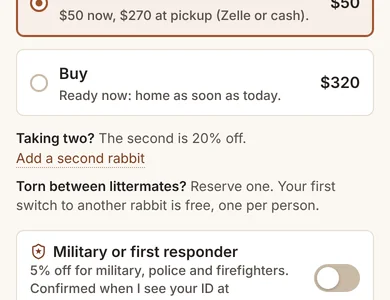 $50
$50 now, $270 at pickup (Zelle or cash).
Buy
$320
Ready now: home as soon as today.
Taking two? The second is 20% off.
Add a second rabbit
Torn between littermates? Reserve one. Your first
switch to another rabbit is free, one per person.
Military or first responder
5% off for military, police and firefighters.
Confirmed when I see your ID at